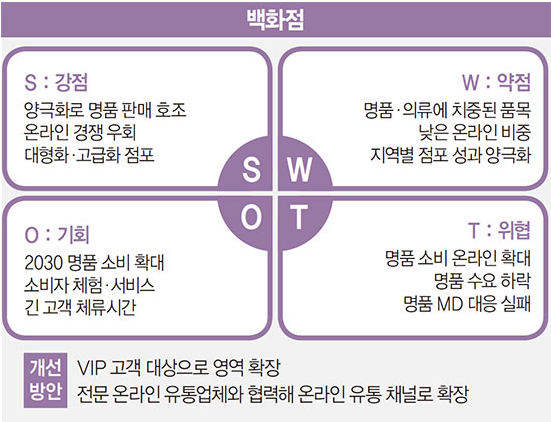 백화점
S : 강점
양극화로 명품 판매 호조
온라인 경쟁 우회
대형화·고급화 점포
W : 약점
명품·의류에 치중된 품목
낮은 온라인 비중
지역별 점포 성과 양극화
S W
O T
O : 기회
2030 명품 소비 확대
소비자 체험·서비스
긴 고객 체류시간
T : 위협
명품 소비 온라인 확대
명품 수요 하락
명품 MD 대응 실패
개선
방안
VIP 고객 대상으로 영역 확장
전문 온라인 유통업체와 협력해 온라인 유통 채널로 확장